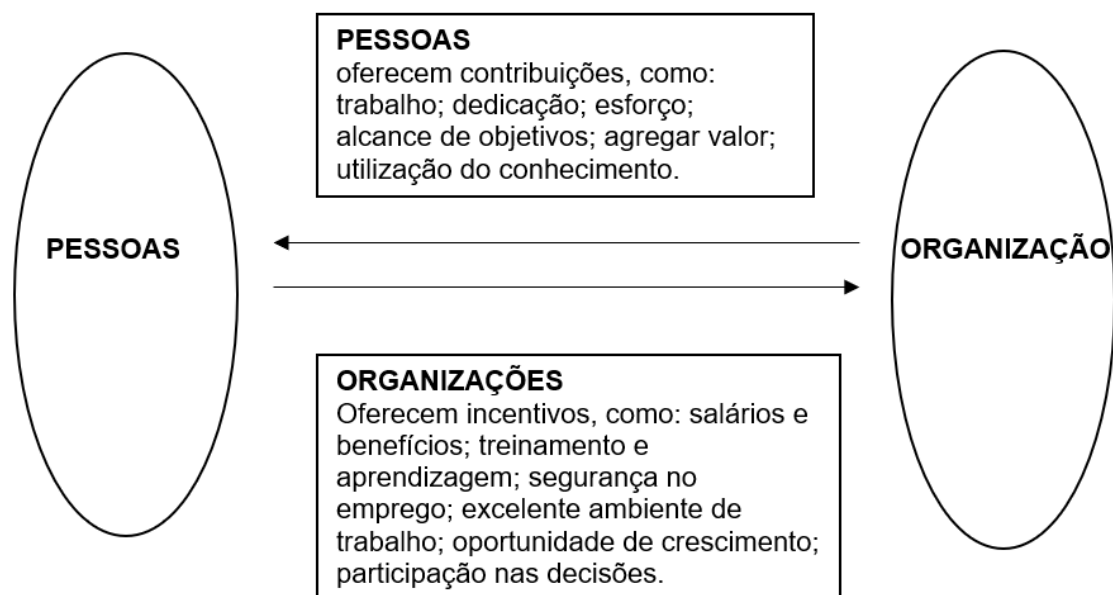 PESSOAS
oferecem contribuições, como:
trabalho; dedicação; esforço;
alcance de objetivos; agregar valor;
utilização do conhecimento.
PESSOAS
ORGANIZAÇÃO
ORGANIZAÇÕES
Oferecem incentivos, como: salários e
benefícios; treinamento e
aprendizagem; segurança no
emprego; excelente ambiente de
trabalho; oportunidade de crescimento;
participação nas decisões.